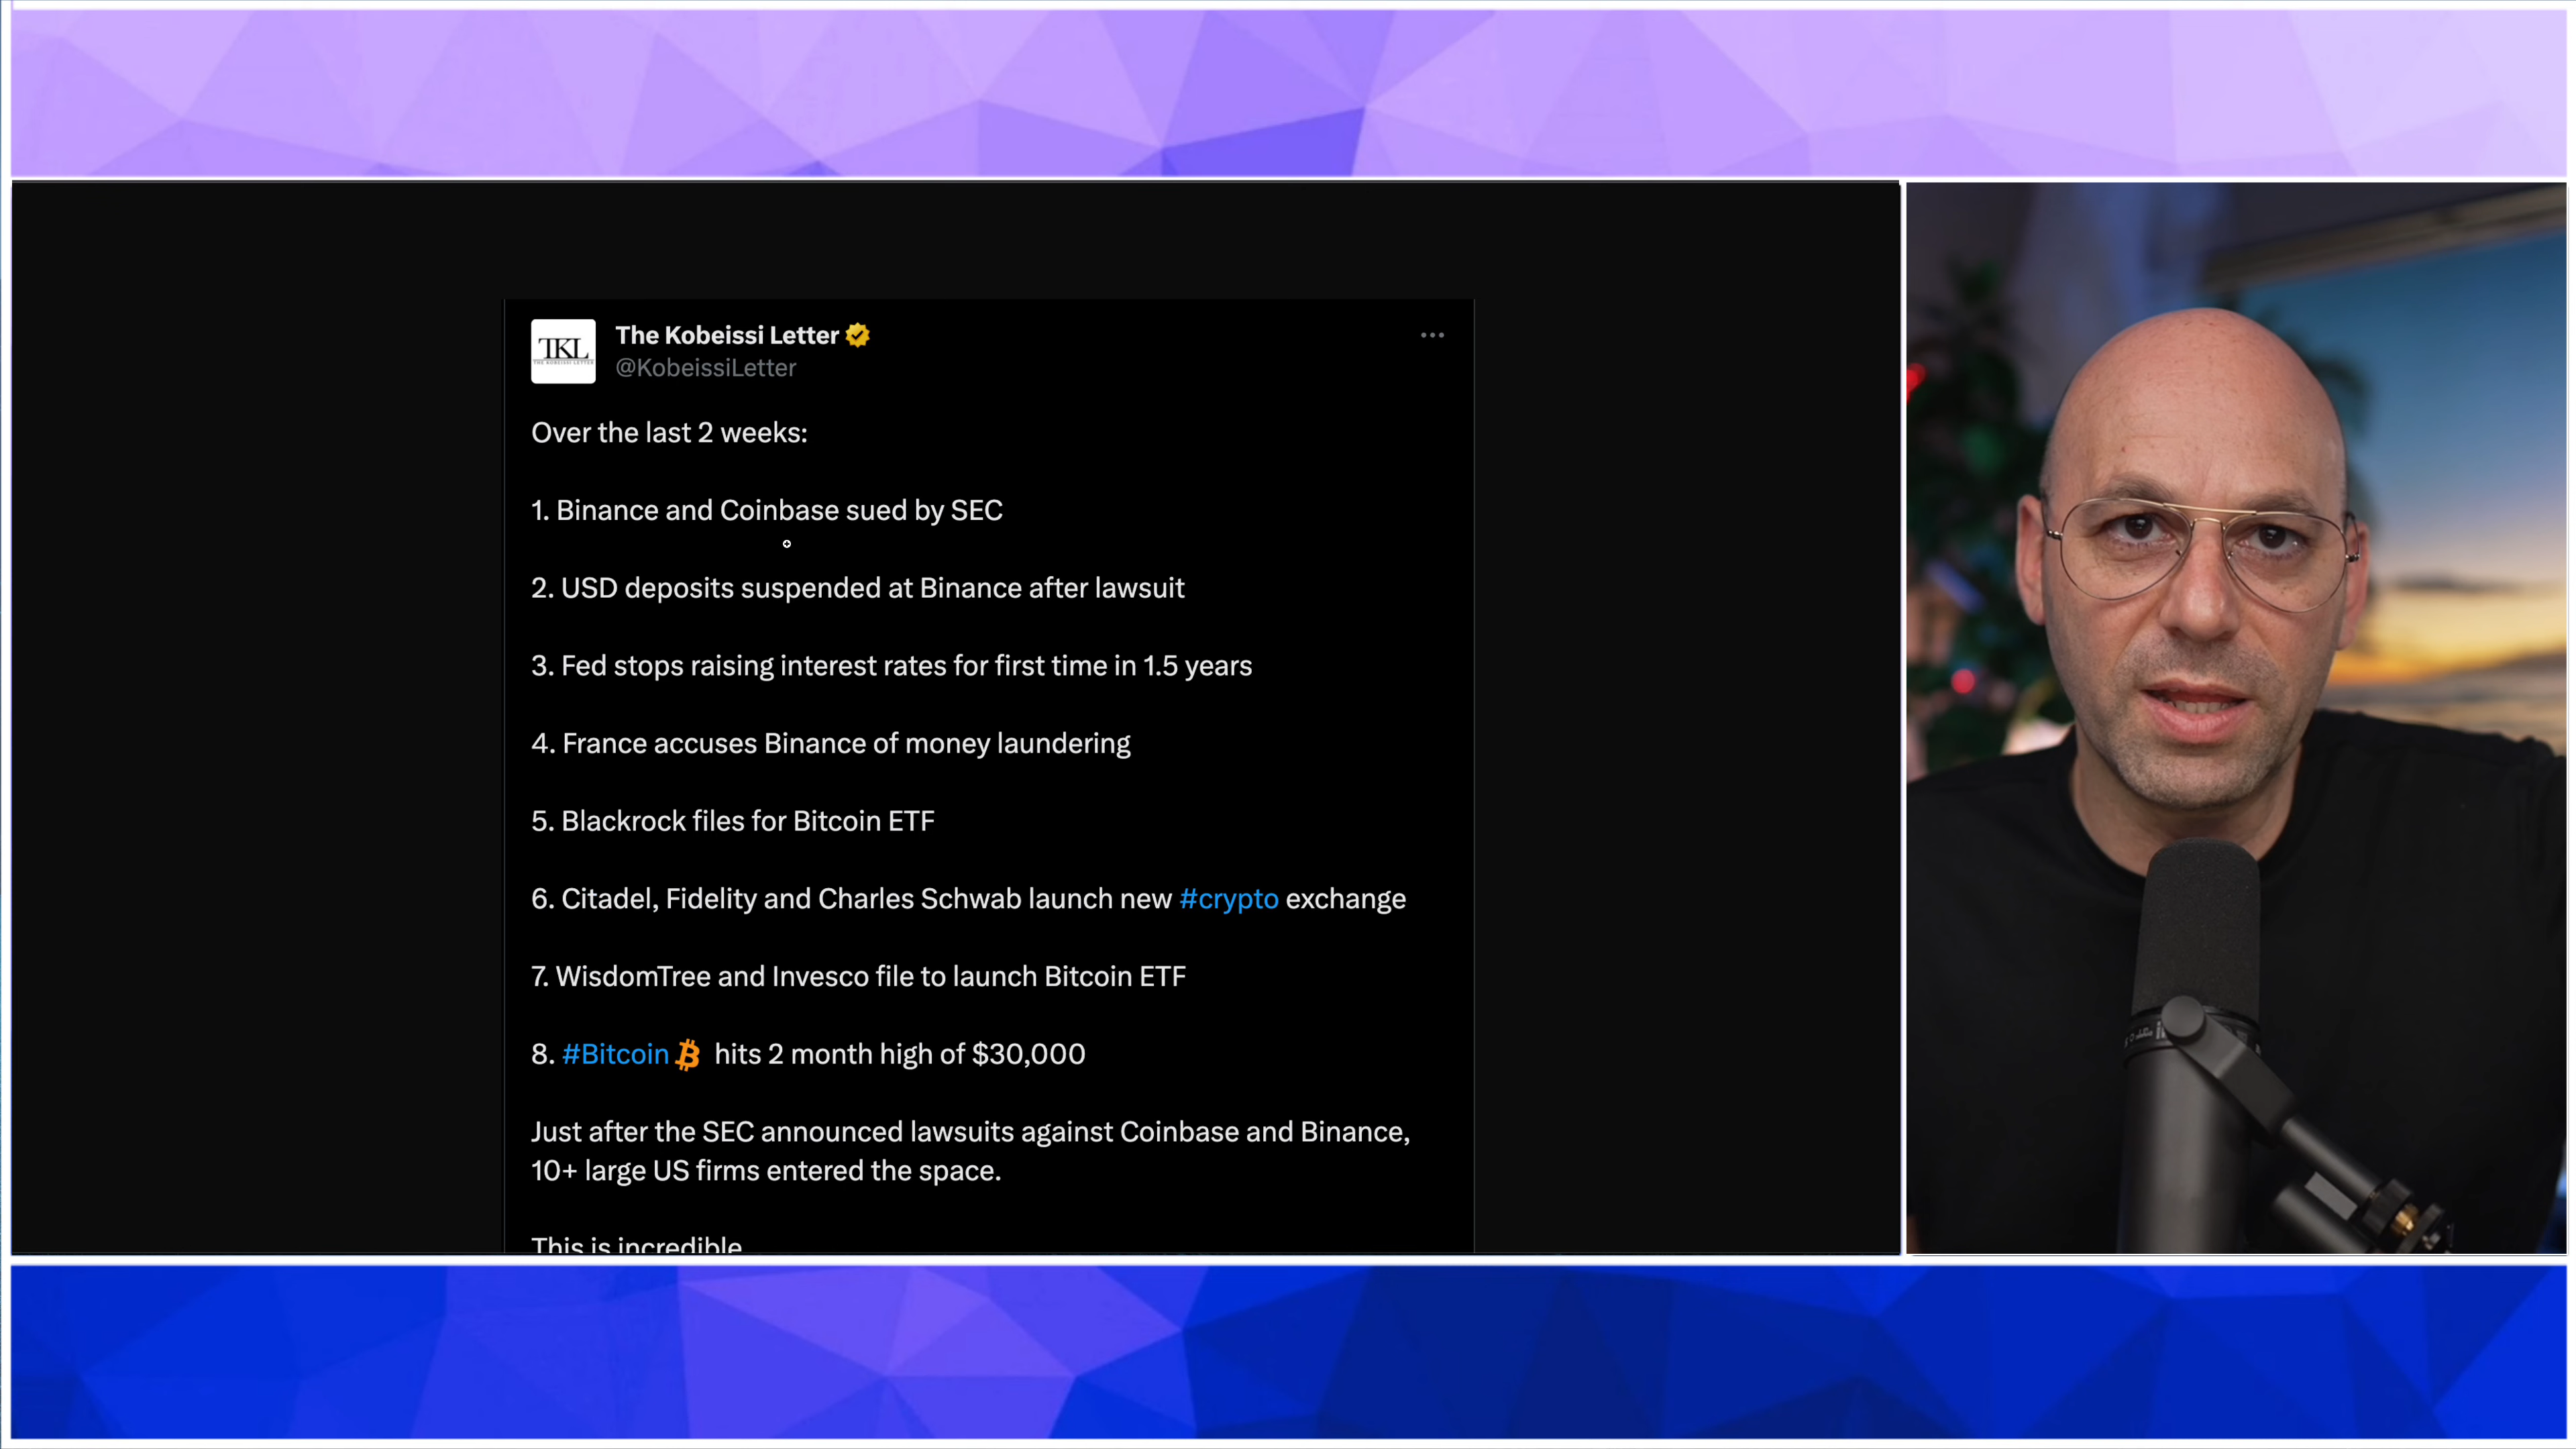 TKL
THE KOBEISSI LETTER
The Kobeissi Letter
@KobeissiLetter
Over the last 2 weeks:
1. Binance and Coinbase sued by SEC
2. USD deposits suspended at Binance after lawsuit
3. Fed stops raising interest rates for first time in 1.5 years
4. France accuses Binance of money laundering
5. Blackrock files for Bitcoin ETF
6. Citadel, Fidelity and Charles Schwab launch new #crypto exchange
7. WisdomTree and Invesco file to launch Bitcoin ETF
8. #Bitcoin hits 2 month high of $30,000
Just after the SEC announced lawsuits against Coinbase and Binance,
10+ large US firms entered the space.
This is incredible